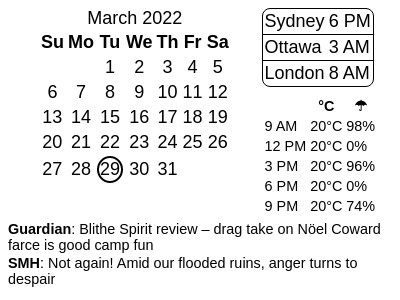 March 2022
Su Mo Tu We Th Fr Sa
1 2 3 4 5
6 7 8 9 10 11 12
13 14 15 16 17 18 19
20 21 22 23 24 25 26
27 28 29 30 31
Sydney 6 PM
Ottawa 3 AM
London 8 AM
°C ☂
9 AM 20°C 98%
12 PM 20°C 0%
3 PM 20°C 96%
6 PM 20°C 0%
9 PM 20°C 74%
Guardian: Blithe Spirit review – drag take on Nöel Coward
farce is good camp fun
SMH: Not again! Amid our flooded ruins, anger turns to
despair